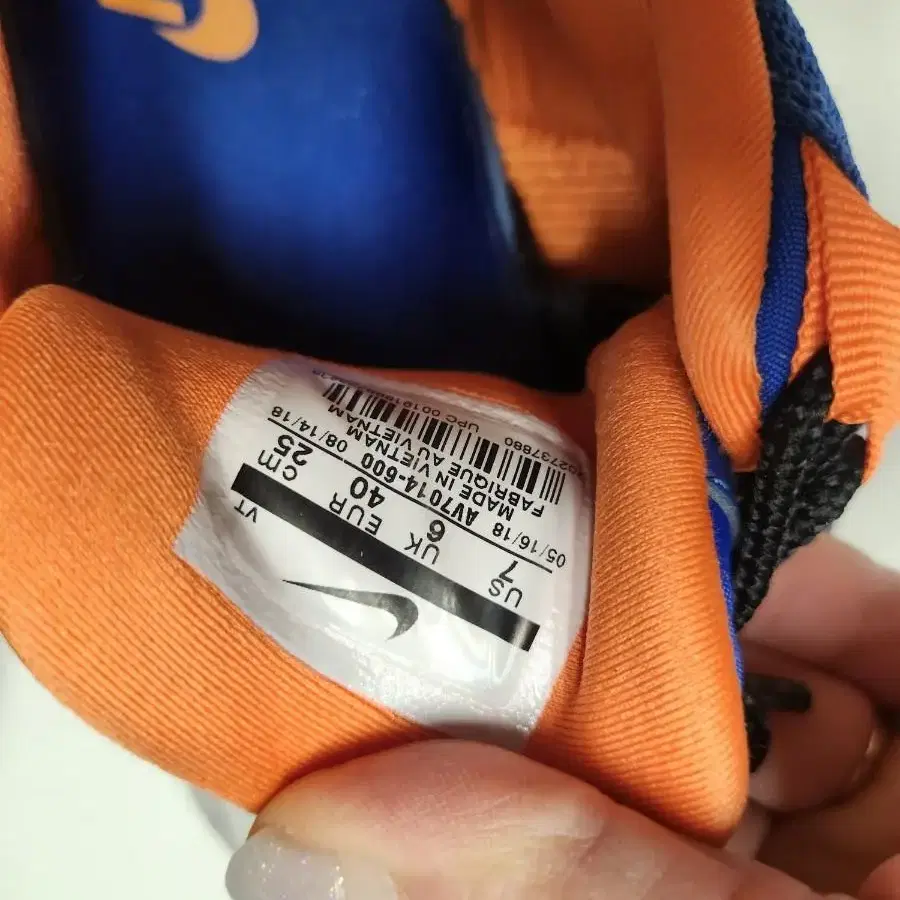 VT
US UK EUR cm
7 6 40 25
05/16/18 AV7014-600 08/14/18
MADE IN VIETNAM
FABRIQUÉ AU VIETNAM